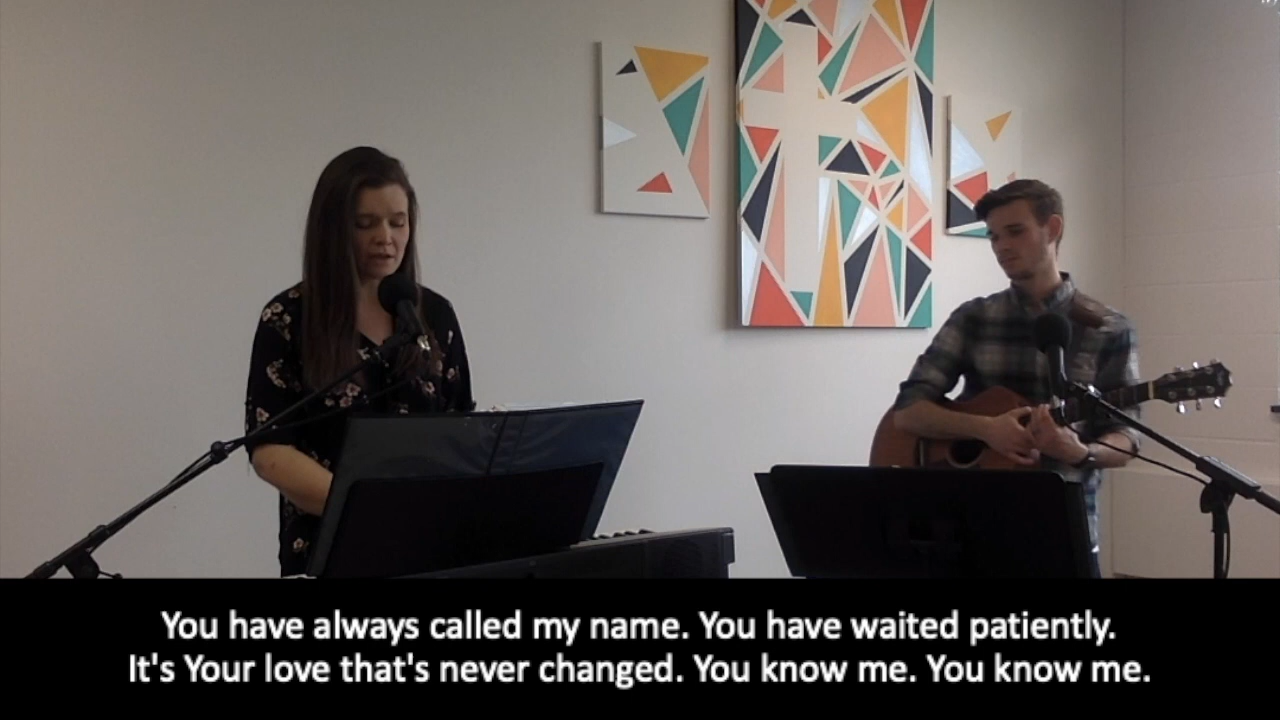 You have always called my name. You have waited patiently.
It's Your love that's never changed. You know me. You know me.